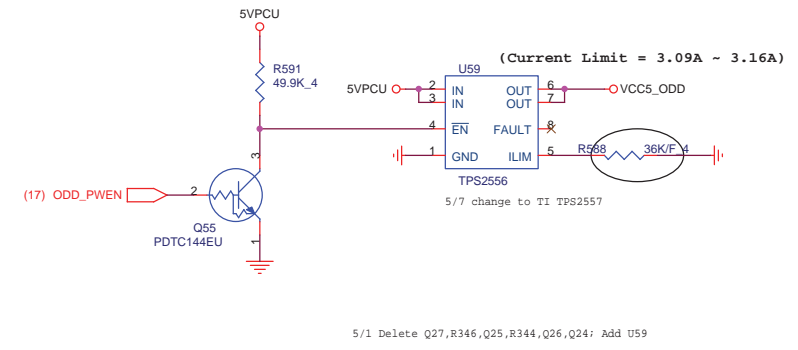 5VPCU
R591
49.9K_4
U59
(Current Limit = 3.09A ~ 3.16A)
5VPCU
2
IN
OUT
6
VCC5_ODD
3
IN
OUT
7
4
EN
FAULT
8
1
GND
ILIM
5
R588
36K/F_4
TPS2556
5/7 change to TI TPS2557
3
(17) ODD_PWEN
2
Q55
PDTC144EU
1
5/1 Delete Q27,R346,Q25,R344,Q26,Q24; Add U59